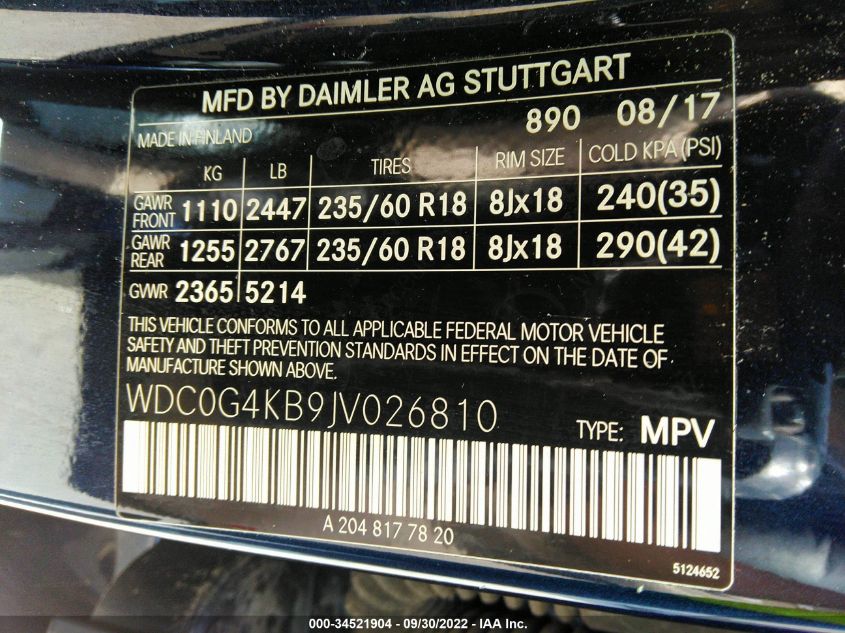 MFD BY DAIMLER AG STUTTGART
MADE IN FINLAND 890 08/17
KG LB TIRES RIM SIZE COLD KPA (PSI)
GAWR FRONT 1110 2447 235/60 R18 8Jx18 240(35)
GAWR REAR 1255 2767 235/60 R18 8Jx18 290(42)
GVWR 2365 5214
THIS VEHICLE CONFORMS TO ALL APPLICABLE FEDERAL MOTOR VEHICLE
SAFETY AND THEFT PREVENTION STANDARDS IN EFFECT ON THE DATE OF
MANUFACTURE SHOWN ABOVE.
WDC0G4KB9JV026810
TYPE: MPV
A 204 817 78 20
5124652
000-34521904 - 09/30/2022 - IAA Inc.